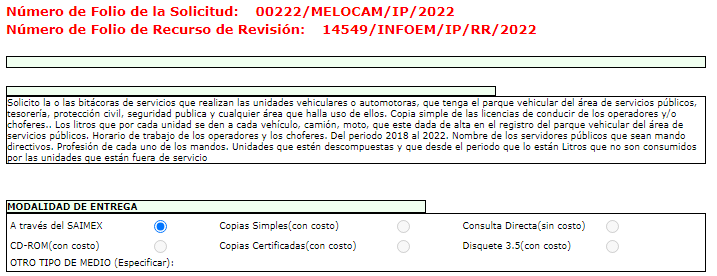 Número de Folio de la Solicitud: 00222/MELOCAM/IP/2022
Número de Folio de Recurso de Revisión: 14549/INFOEM/IP/RR/2022
Solicito la o las bitácoras de servicios que realizan las unidades vehiculares o automotoras, que tenga el parque vehicular del área de servicios públicos,
tesorería, protección civil, seguridad publica y cualquier área que halla uso de ellos. Copia simple de las licencias de conducir de los operadores y/o
choferes.. Los litros que por cada unidad se den a cada vehículo, camión, moto, que este dada de alta en el registro del parque vehicular del área de
servicios públicos. Horario de trabajo de los operadores y los choferes. Del periodo 2018 al 2022. Nombre de los servidores públicos que sean mando
directivos. Profesión de cada uno de los mandos. Unidades que estén descompuestas y que desde el periodo que lo están Litros que no son consumidos
por las unidades que están fuera de servicio
MODALIDAD DE ENTREGA
A través del SAIMEX Copias Simples(con costo) Consulta Directa(sin costo)
CD-ROM(con costo) Copias Certificadas(con costo) Disquete 3.5(con costo)
OTRO TIPO DE MEDIO (Especificar):